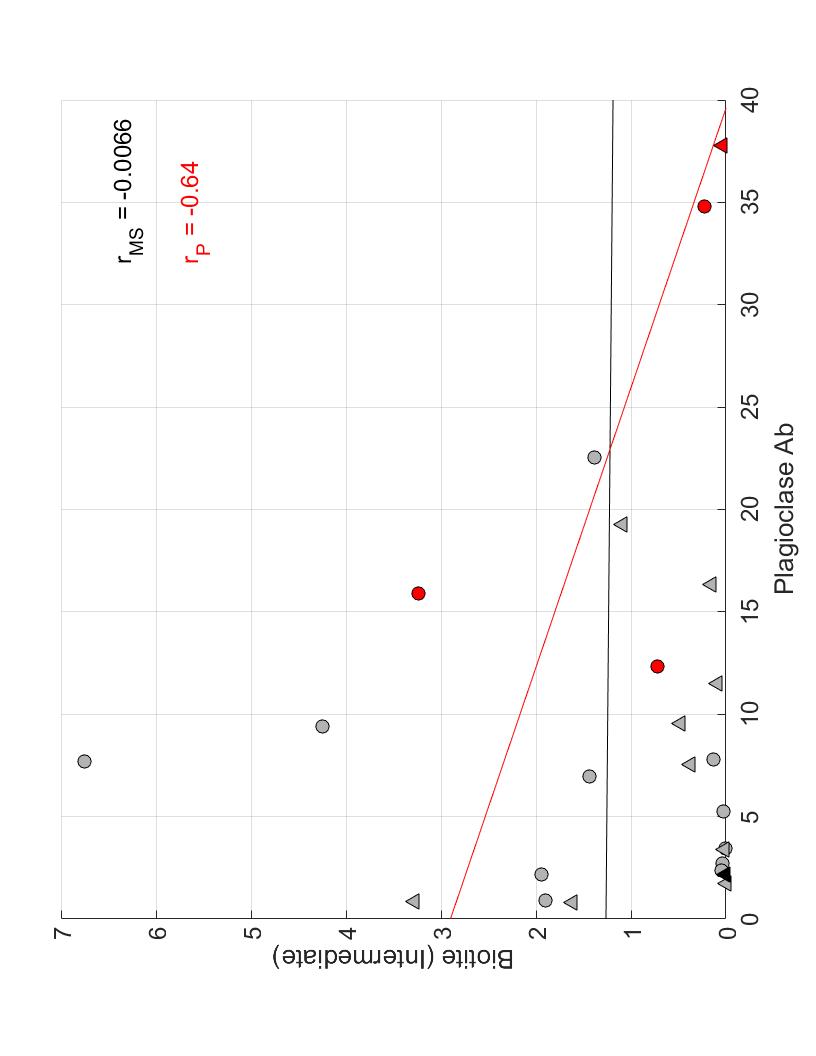 7
6
5
4
3
2
1
0
0 5 10 15 20 25 30 35 40
Biotite (Intermediate)
Plagioclase Ab
r_MS = -0.0066
r_P = -0.64